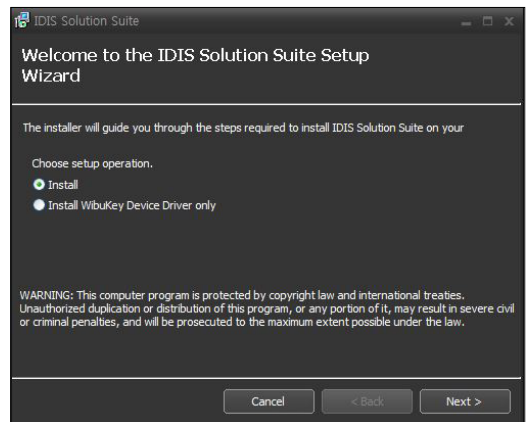 IDIS Solution Suite
Welcome to the IDIS Solution Suite Setup
Wizard
The installer will guide you through the steps required to install IDIS Solution Suite on your
Choose setup operation.
Install
Install WibuKey Device Driver only
WARNING: This computer program is protected by copyright law and international treaties.
Unauthorized duplication or distribution of this program, or any portion of it, may result in severe civil
or criminal penalties, and will be prosecuted to the maximum extent possible under the law.
Cancel < Back Next >